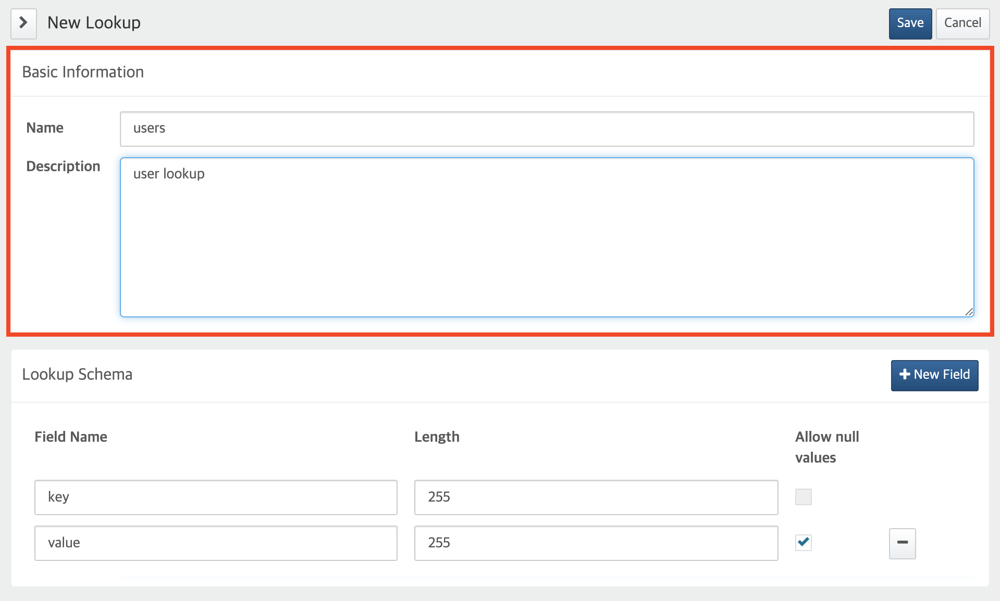 New Lookup
Save
Cancel
Basic Information
Name
users
Description
user lookup
Lookup Schema
New Field
Field Name
Length
Allow null
values
key
255
value
255